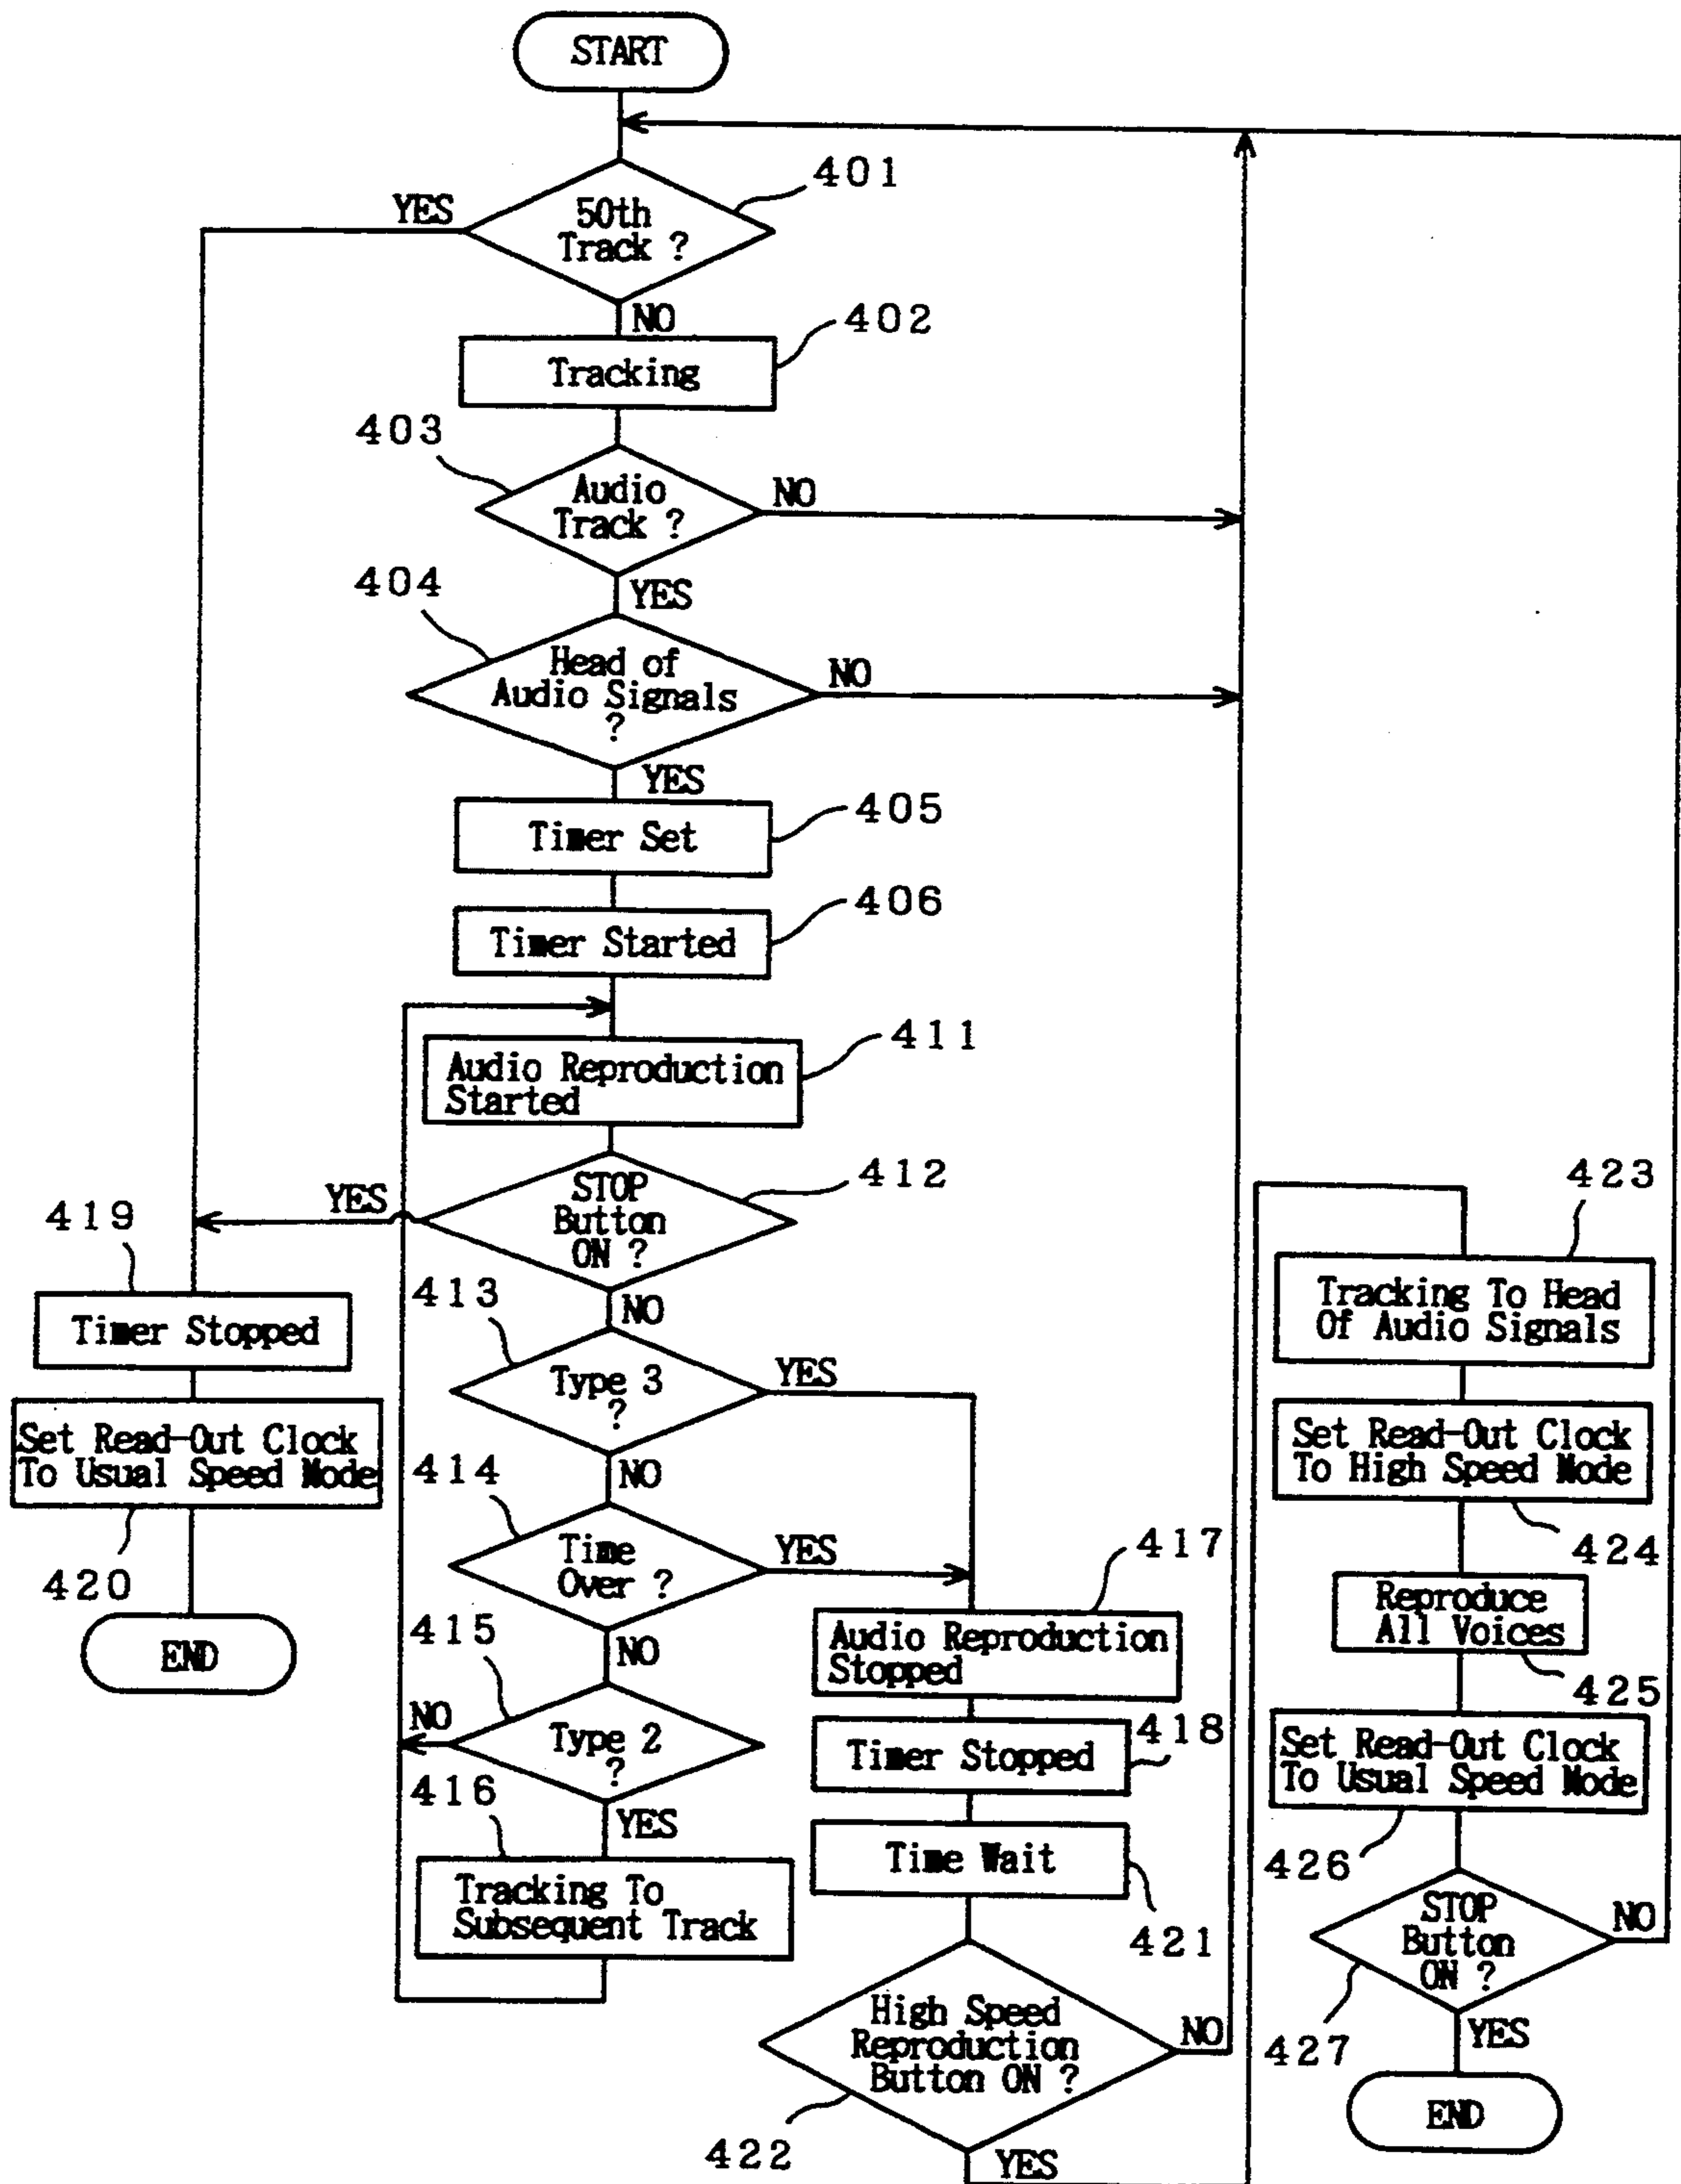 START
401
YES
50th
Track ?
NO
402
Tracking
403
Audio
Track ?
NO
YES
404
Head of
Audio Signals
?
NO
YES
405
Timer Set
406
Timer Started
411
Audio Reproduction
Started
412
STOP
Button
ON ?
YES
NO
419
Timer Stopped
Set Read-Out Clock
To Usual Speed Mode
420
END
413
Type 3
?
YES
NO
414
Time
Over ?
YES
NO
415
Type 2
?
NO
YES
416
Tracking To
Subsequent Track
417
Audio Reproduction
Stopped
418
Timer Stopped
Time Wait
421
High Speed
Reproduction
Button ON ?
NO
422
YES
423
Tracking To Head
Of Audio Signals
Set Read-Out Clock
To High Speed Mode
424
Reproduce
All Voices
425
Set Read-Out Clock
To Usual Speed Mode
426
STOP
Button
ON ?
NO
427
YES
END